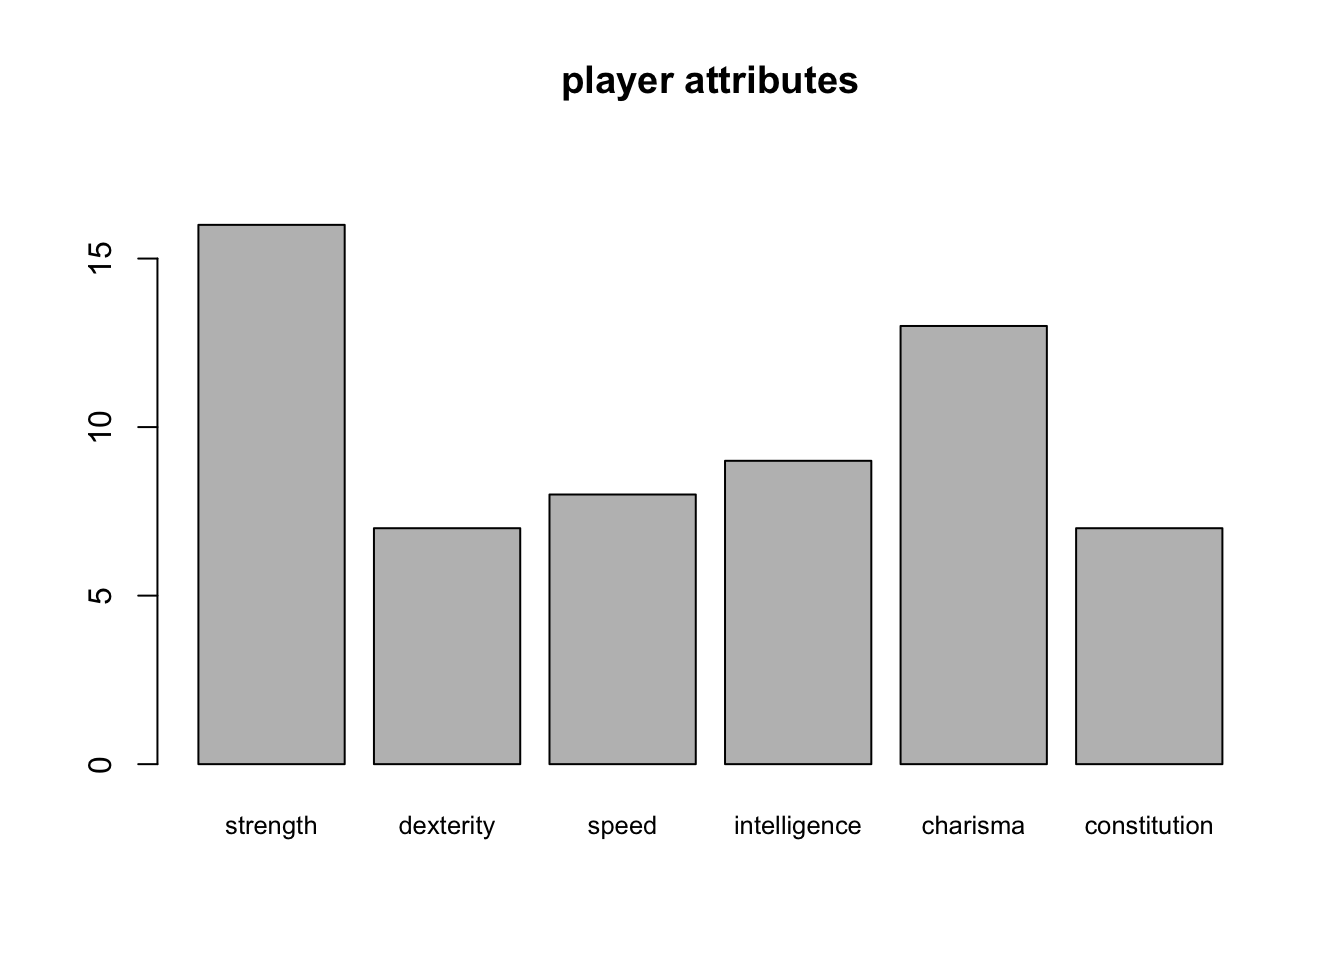 player attributes
15
10
5
0
strength dexterity speed intelligence charisma constitution